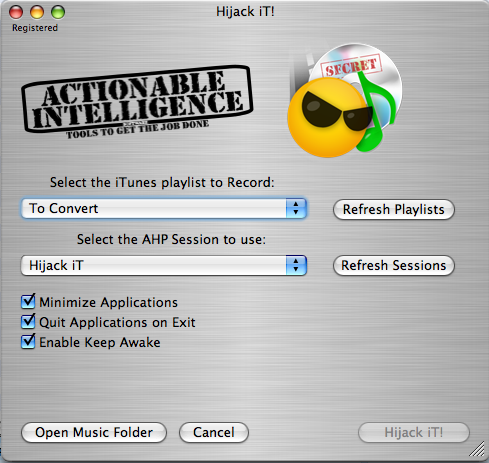 Hijack iT!
Registered
ACTIONABLE
INTELLIGENCE
TOOLS TO GET THE JOB DONE
SECRET
Select the iTunes playlist to Record:
To Convert
Refresh Playlists
Select the AHP Session to use:
Hijack iT
Refresh Sessions
Minimize Applications
Quit Applications on Exit
Enable Keep Awake
Open Music Folder
Cancel
Hijack iT!